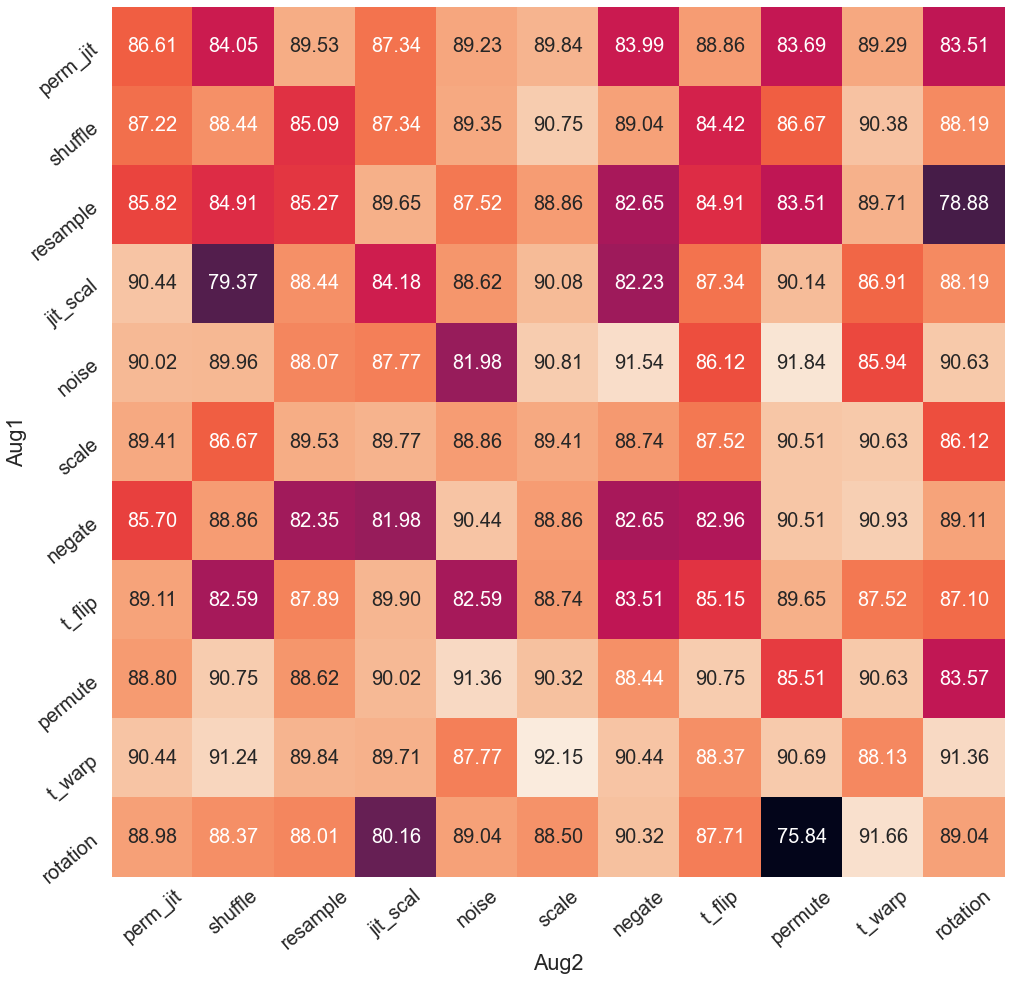 perm_jit 86.61 84.05 89.53 87.34 89.23 89.84 83.99 88.86 83.69 89.29 83.51
shuffle 87.22 88.44 85.09 87.34 89.35 90.75 89.04 84.42 86.67 90.38 88.19
resample 85.82 84.91 85.27 89.65 87.52 88.86 82.65 84.91 83.51 89.71 78.88
jit_scal 90.44 79.37 88.44 84.18 88.62 90.08 82.23 87.34 90.14 86.91 88.19
noise 90.02 89.96 88.07 87.77 81.98 90.81 91.54 86.12 91.84 85.94 90.63
Aug1
scale 89.41 86.67 89.53 89.77 88.86 89.41 88.74 87.52 90.51 90.63 86.12
negate 85.70 88.86 82.35 81.98 90.44 88.86 82.65 82.96 90.51 90.93 89.11
t_flip 89.11 82.59 87.89 89.90 82.59 88.74 83.51 85.15 89.65 87.52 87.10
permute 88.80 90.75 88.62 90.02 91.36 90.32 88.44 90.75 85.51 90.63 83.57
t_warp 90.44 91.24 89.84 89.71 87.77 92.15 90.44 88.37 90.69 88.13 91.36
rotation 88.98 88.37 88.01 80.16 89.04 88.50 90.32 87.71 75.84 91.66 89.04
perm_jit shuffle resample jit_scal noise scale negate t_flip permute t_warp rotation
Aug2